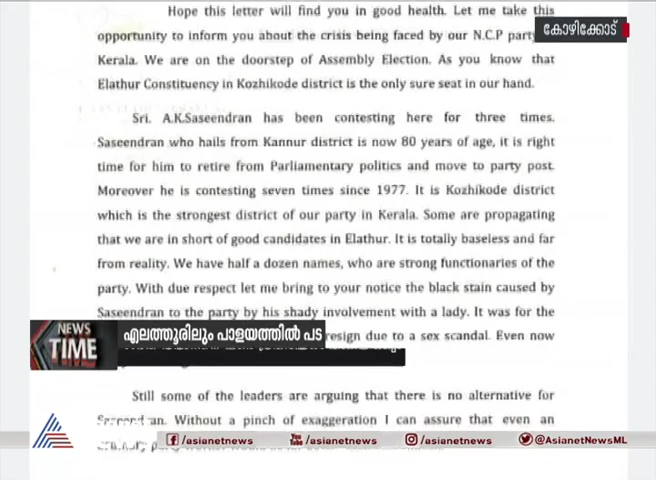 Hope this letter will find you in good health. Let me take this
opportunity to inform you about the crisis being faced by our N.C.P party
കോഴിക്കോട്
Kerala. We are on the doorstep of Assembly Election. As you know that
Elathur Constituency in Kozhikode district is the only sure seat in our hand.
Sri. A.K.Saseendran has been contesting here for three times.
Saseendran who hails from Kannur district is now 80 years of age, it is right
time for him to retire from Parliamentary politics and move to party post.
Moreover he is contesting seven times since 1977. It is Kozhikode district
which is the strongest district of our party in Kerala. Some are propagating
that we are in short of good candidates in Elathur. It is totally baseless and far
from reality. We have half a dozen names, who are strong functionaries of the
party. With due respect let me bring to your notice the black stain caused by
Saseendran to the party by his shady involvement with a lady. It was for the
resign due to a sex scandal. Even now
NEWS
TIME
എലത്തൂരിലും പാളയത്തിൽ പട
Still some of the leaders are arguing that there is no alternative for
Without a pinch of exaggeration I can assure that even an
/asianetnews
/asianetnews
/asianetnews
@AsianetNewsML